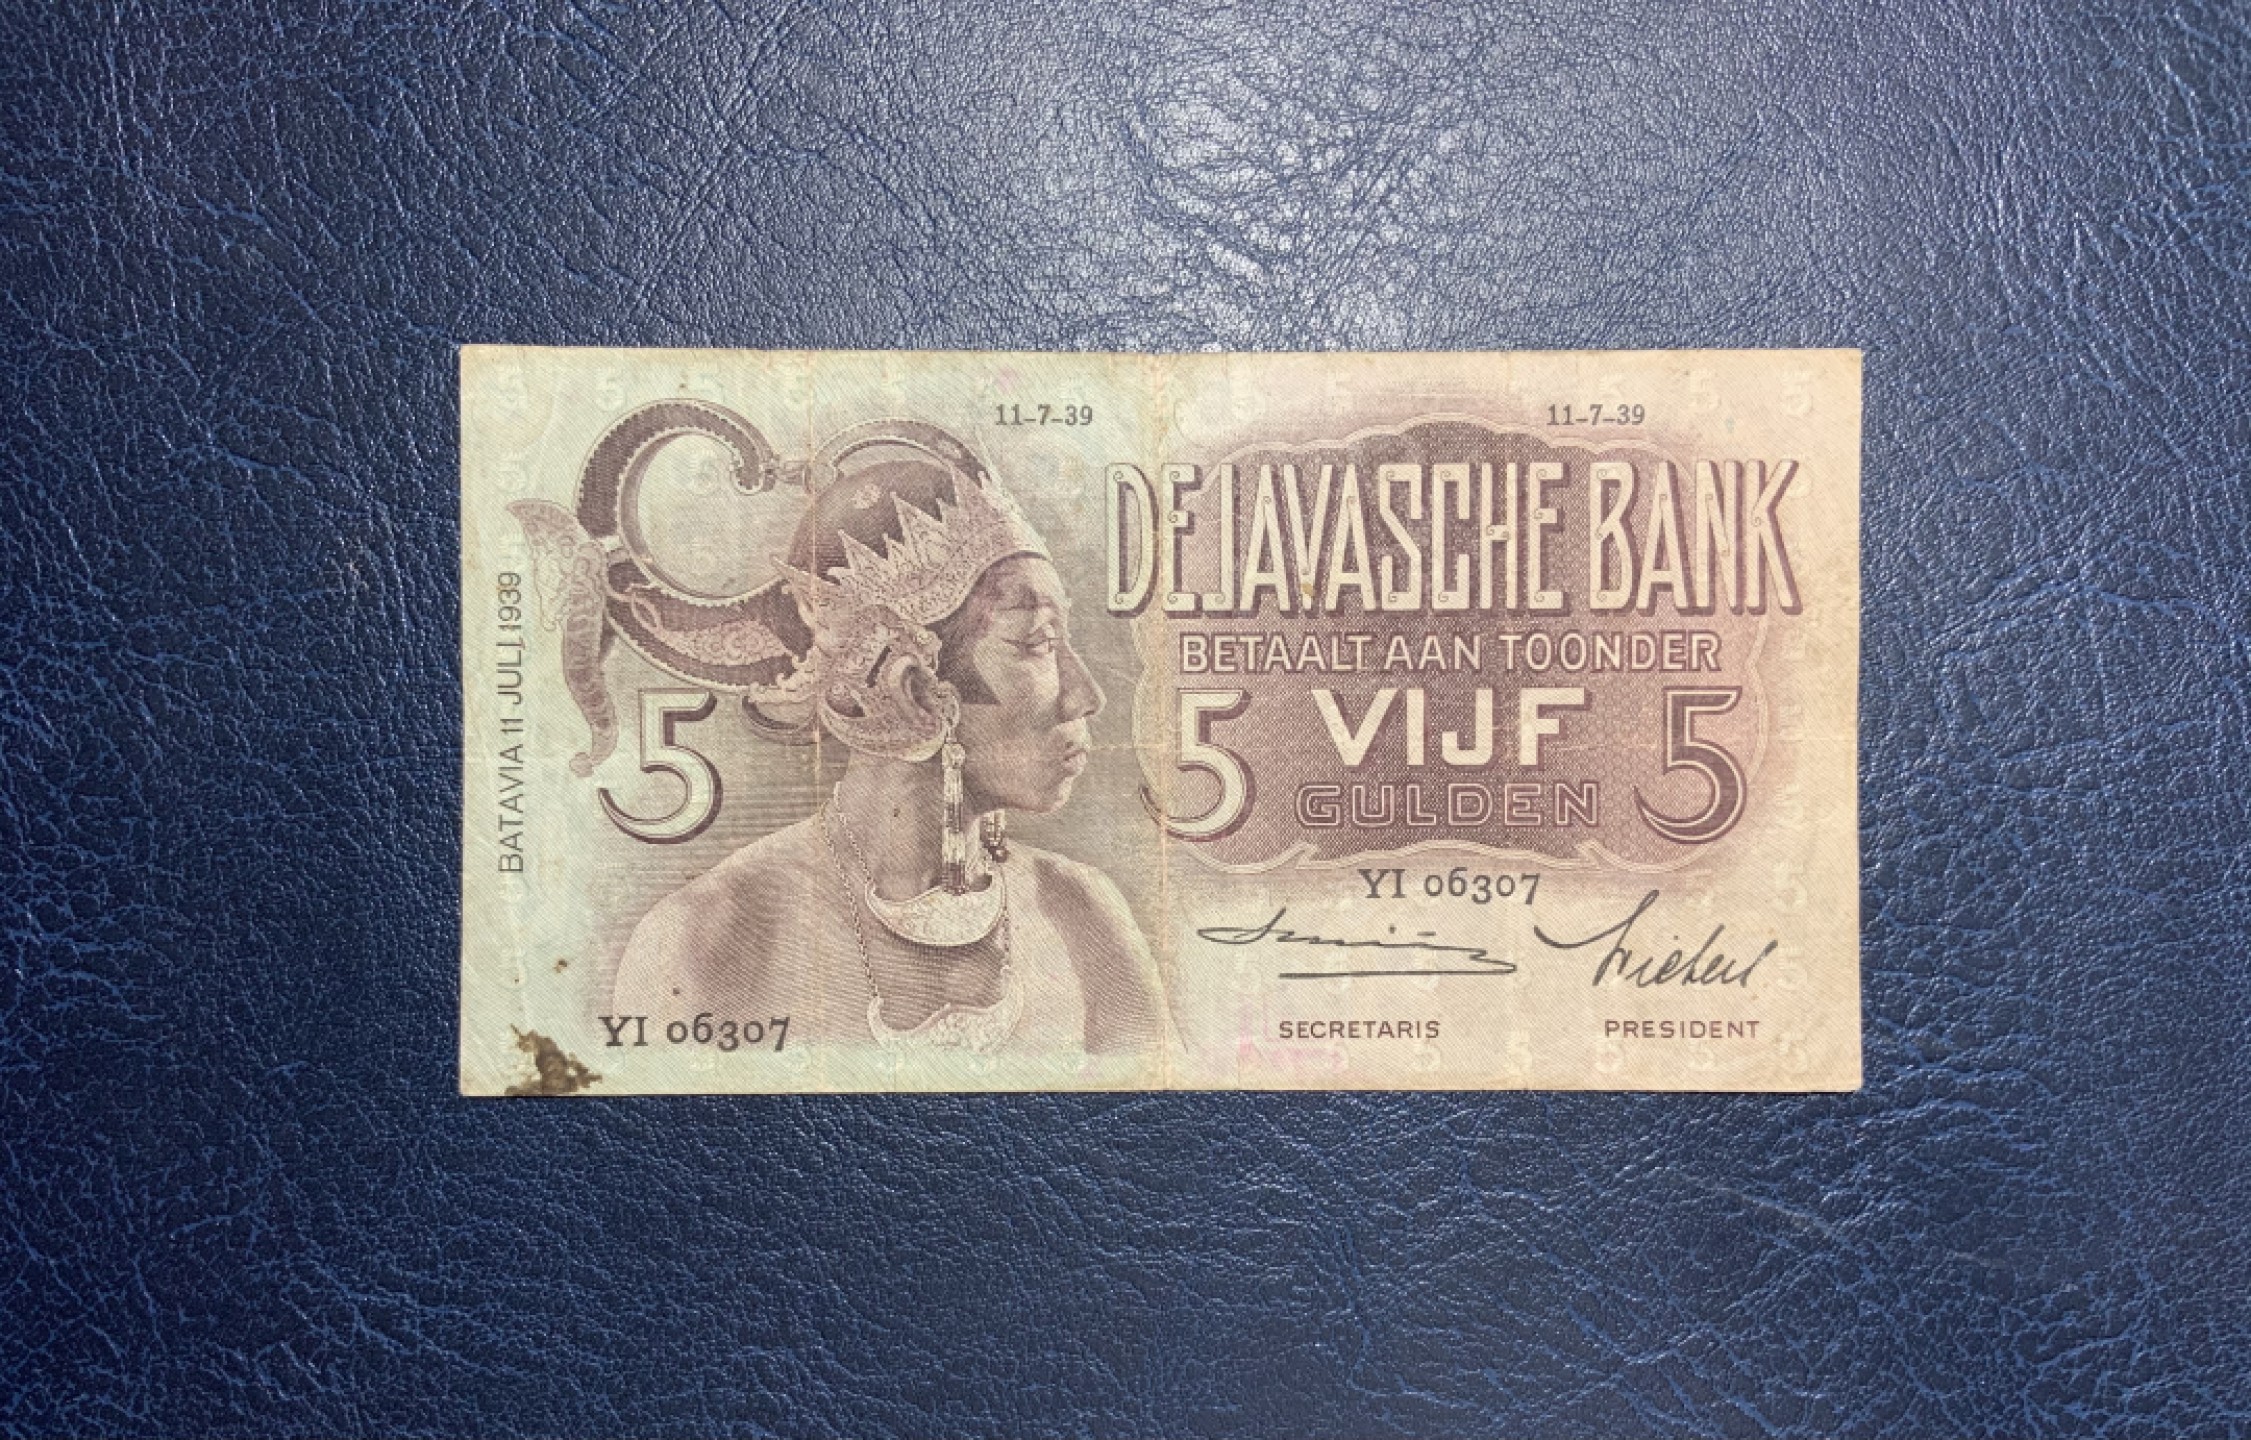 11-7-39
11-7-39
DE JAVASCHE BANK
BETAALT AAN TOONDER
5
5 VIJF 5
GULDEN
BATAVIA 11 JULI 1939
YI 06307
YI 06307
SECRETARIS
PRESIDENT